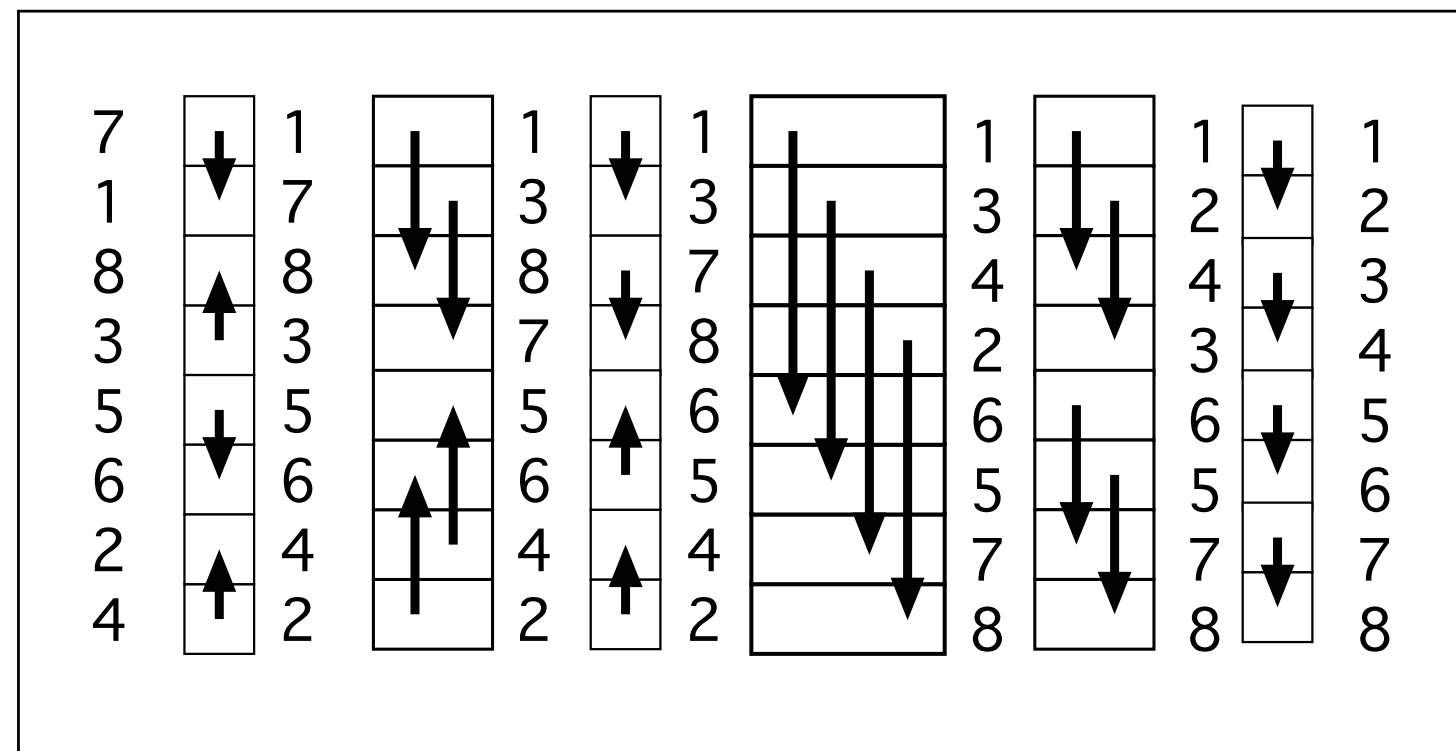 7 1 1 1 1 1 1
1 7 3 3 3 2 2
8 8 8 7 4 4 3
3 3 7 8 2 3 4
5 5 5 6 6 6 5
6 6 6 5 5 5 6
2 4 4 4 7 7 7
4 2 2 2 8 8 8